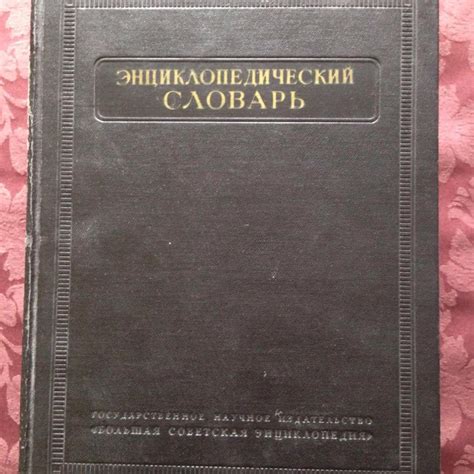 ЭНЦИКЛОПЕДИЧЕСКИЙ
СЛОВАРЬ
ГОСУДАРСТВЕННОЕ НАУЧНОЕ ИЗДАТЕЛЬСТВО
«БОЛЬШАЯ СОВЕТСКАЯ ЭНЦИКЛОПЕДИЯ»